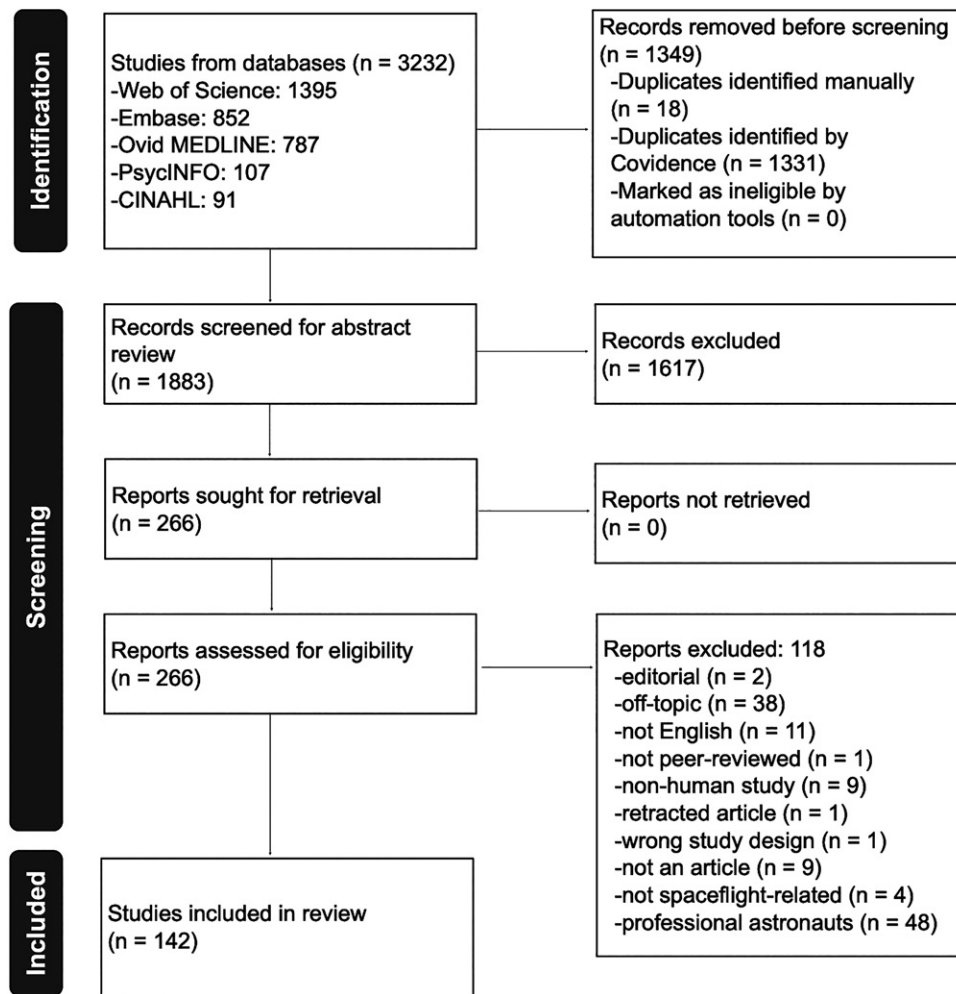 Identification
Studies from databases (n = 3232)
-Web of Science: 1395
-Embase: 852
-Ovid MEDLINE: 787
-PsycINFO: 107
-CINAHL: 91
Records removed before screening
(n = 1349)
-Duplicates identified manually
(n = 18)
-Duplicates identified by
Covidence (n = 1331)
-Marked as ineligible by
automation tools (n = 0)
Screening
Records screened for abstract
review
(n = 1883)
Records excluded
(n = 1617)
Reports sought for retrieval
(n = 266)
Reports not retrieved
(n = 0)
Reports assessed for eligibility
(n = 266)
Reports excluded: 118
-editorial (n = 2)
-off-topic (n = 38)
-not English (n = 11)
-not peer-reviewed (n = 1)
-non-human study (n = 9)
-retracted article (n = 1)
-wrong study design (n = 1)
-not an article (n = 9)
-not spaceflight-related (n = 4)
-professional astronauts (n = 48)
Included
Studies included in review
(n = 142)